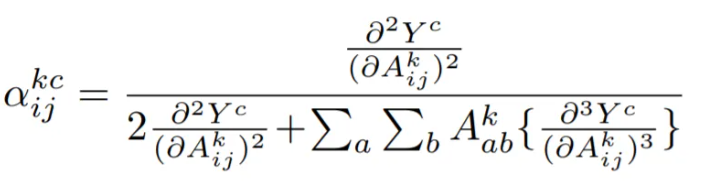 α_{ij}^{kc} = \frac{\frac{∂^2 Y^c}{(∂A_{ij}^k)^2}}{2\frac{∂^2 Y^c}{(∂A_{ij}^k)^2} + \sum_a \sum_b A_{ab}^k \{\frac{∂^3 Y^c}{(∂A_{ij}^k)^3}\}}